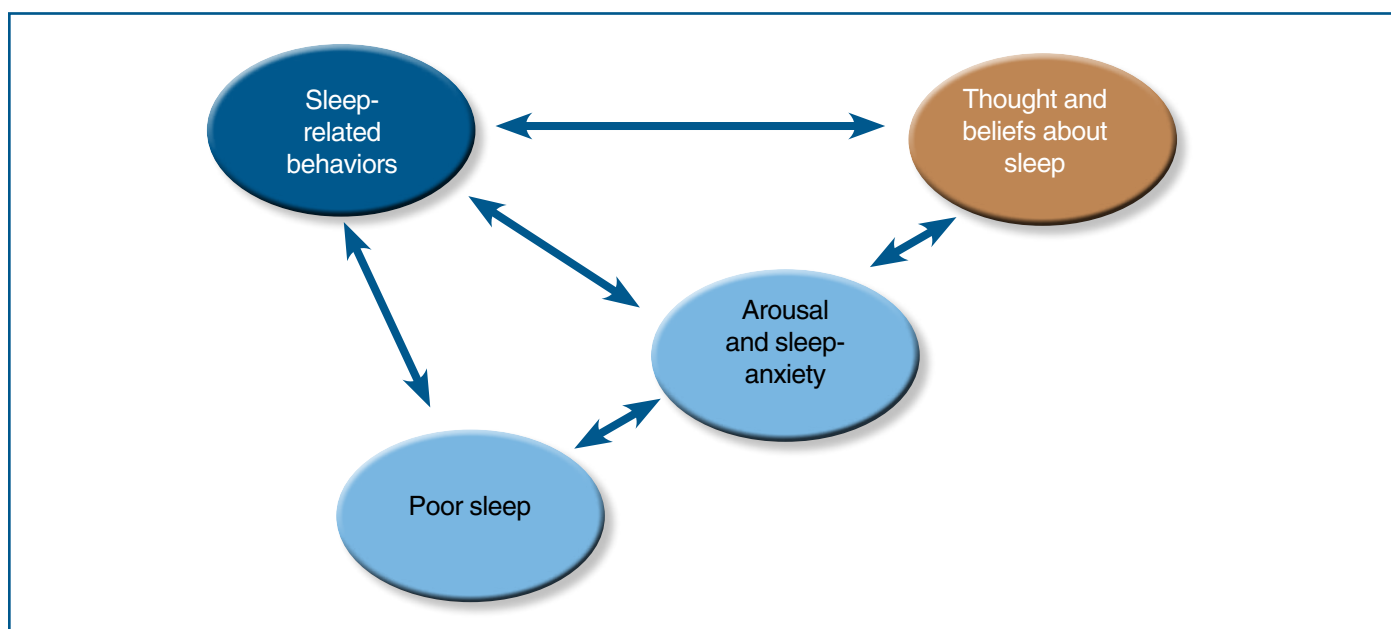 Sleep-
related
behaviors
Thought and
beliefs about
sleep
Arousal
and sleep-
anxiety
Poor sleep